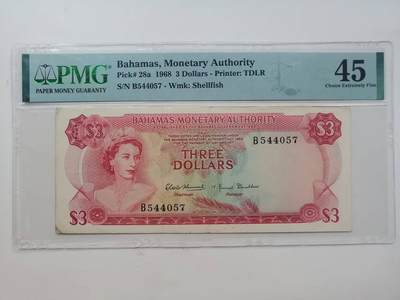 PMG
PAPER MONEY GUARANTY
Bahamas, Monetary Authority
Pick# 28a 1968 3 Dollars - Printer: TDLR
S/N B544057 - Wmk: Shellfish
45
Choice Extremely Fine
BAHAMAS MONETARY AUTHORITY
$3
$3
B544057
THREE
DOLLARS
Chairman
B544057
$3
$3